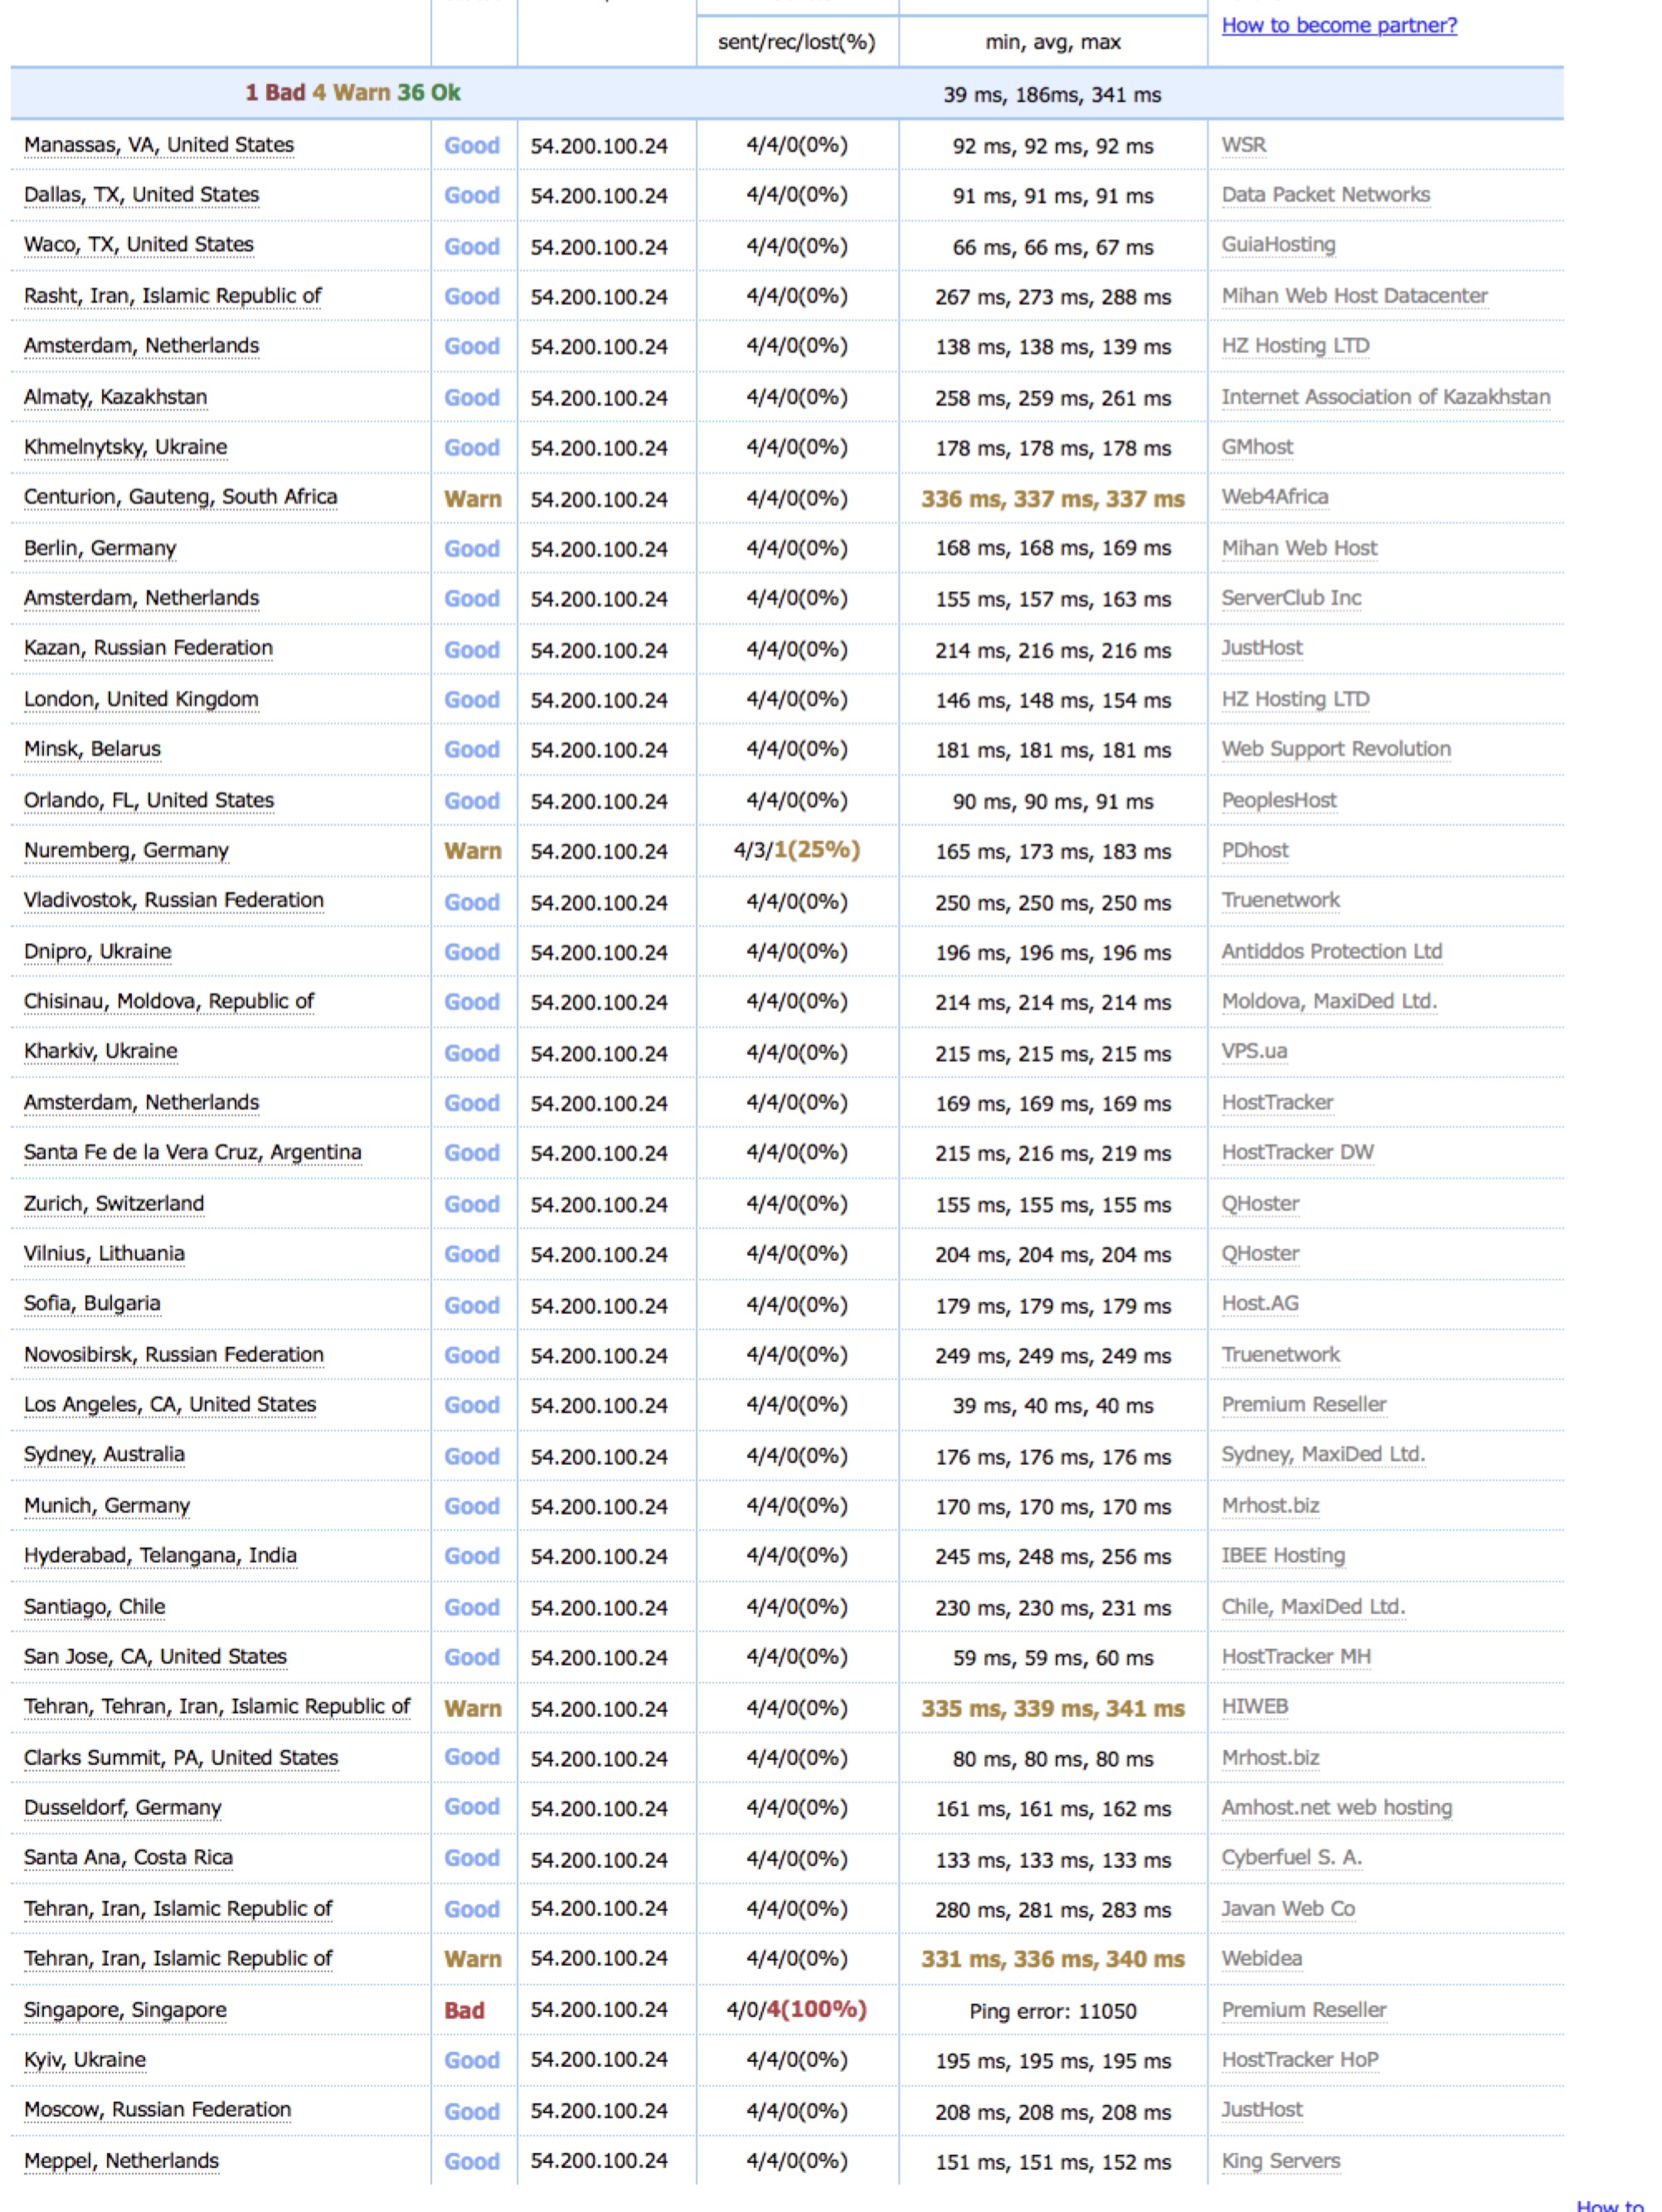 How to become partner?
sent/rec/lost(%) min, avg, max
1 Bad 4 Warn 36 Ok 39 ms, 186ms, 341 ms
Manassas, VA, United States Good 54.200.100.24 4/4/0(0%) 92 ms, 92 ms, 92 ms WSR
Dallas, TX, United States Good 54.200.100.24 4/4/0(0%) 91 ms, 91 ms, 91 ms Data Packet Networks
Waco, TX, United States Good 54.200.100.24 4/4/0(0%) 66 ms, 66 ms, 67 ms GuiaHosting
Rasht, Iran, Islamic Republic of Good 54.200.100.24 4/4/0(0%) 267 ms, 273 ms, 288 ms Mihan Web Host Datacenter
Amsterdam, Netherlands Good 54.200.100.24 4/4/0(0%) 138 ms, 138 ms, 139 ms HZ Hosting LTD
Almaty, Kazakhstan Good 54.200.100.24 4/4/0(0%) 258 ms, 259 ms, 261 ms Internet Association of Kazakhstan
Khmelnytsky, Ukraine Good 54.200.100.24 4/4/0(0%) 178 ms, 178 ms, 178 ms GMhost
Centurion, Gauteng, South Africa Warn 54.200.100.24 4/4/0(0%) 336 ms, 337 ms, 337 ms Web4Africa
Berlin, Germany Good 54.200.100.24 4/4/0(0%) 168 ms, 168 ms, 169 ms Mihan Web Host
Amsterdam, Netherlands Good 54.200.100.24 4/4/0(0%) 155 ms, 157 ms, 163 ms ServerClub Inc
Kazan, Russian Federation Good 54.200.100.24 4/4/0(0%) 214 ms, 216 ms, 216 ms JustHost
London, United Kingdom Good 54.200.100.24 4/4/0(0%) 146 ms, 148 ms, 154 ms HZ Hosting LTD
Minsk, Belarus Good 54.200.100.24 4/4/0(0%) 181 ms, 181 ms, 181 ms Web Support Revolution
Orlando, FL, United States Good 54.200.100.24 4/4/0(0%) 90 ms, 90 ms, 91 ms PeoplesHost
Nuremberg, Germany Warn 54.200.100.24 4/3/1(25%) 165 ms, 173 ms, 183 ms PDhost
Vladivostok, Russian Federation Good 54.200.100.24 4/4/0(0%) 250 ms, 250 ms, 250 ms Truenetwork
Dnipro, Ukraine Good 54.200.100.24 4/4/0(0%) 196 ms, 196 ms, 196 ms Antiddos Protection Ltd
Chisinau, Moldova, Republic of Good 54.200.100.24 4/4/0(0%) 214 ms, 214 ms, 214 ms Moldova, MaxiDed Ltd.
Kharkiv, Ukraine Good 54.200.100.24 4/4/0(0%) 215 ms, 215 ms, 215 ms VPS.ua
Amsterdam, Netherlands Good 54.200.100.24 4/4/0(0%) 169 ms, 169 ms, 169 ms HostTracker
Santa Fe de la Vera Cruz, Argentina Good 54.200.100.24 4/4/0(0%) 215 ms, 216 ms, 219 ms HostTracker DW
Zurich, Switzerland Good 54.200.100.24 4/4/0(0%) 155 ms, 155 ms, 155 ms QHoster
Vilnius, Lithuania Good 54.200.100.24 4/4/0(0%) 204 ms, 204 ms, 204 ms QHoster
Sofia, Bulgaria Good 54.200.100.24 4/4/0(0%) 179 ms, 179 ms, 179 ms Host.AG
Novosibirsk, Russian Federation Good 54.200.100.24 4/4/0(0%) 249 ms, 249 ms, 249 ms Truenetwork
Los Angeles, CA, United States Good 54.200.100.24 4/4/0(0%) 39 ms, 40 ms, 40 ms Premium Reseller
Sydney, Australia Good 54.200.100.24 4/4/0(0%) 176 ms, 176 ms, 176 ms Sydney, MaxiDed Ltd.
Munich, Germany Good 54.200.100.24 4/4/0(0%) 170 ms, 170 ms, 170 ms Mrhost.biz
Hyderabad, Telangana, India Good 54.200.100.24 4/4/0(0%) 245 ms, 248 ms, 256 ms IBEE Hosting
Santiago, Chile Good 54.200.100.24 4/4/0(0%) 230 ms, 230 ms, 231 ms Chile, MaxiDed Ltd.
San Jose, CA, United States Good 54.200.100.24 4/4/0(0%) 59 ms, 59 ms, 60 ms HostTracker MH
Tehran, Tehran, Iran, Islamic Republic of Warn 54.200.100.24 4/4/0(0%) 335 ms, 339 ms, 341 ms HIWEB
Clarks Summit, PA, United States Good 54.200.100.24 4/4/0(0%) 80 ms, 80 ms, 80 ms Mrhost.biz
Dusseldorf, Germany Good 54.200.100.24 4/4/0(0%) 161 ms, 161 ms, 162 ms Amhost.net web hosting
Santa Ana, Costa Rica Good 54.200.100.24 4/4/0(0%) 133 ms, 133 ms, 133 ms Cyberfuel S. A.
Tehran, Iran, Islamic Republic of Good 54.200.100.24 4/4/0(0%) 280 ms, 281 ms, 283 ms Javan Web Co
Tehran, Iran, Islamic Republic of Warn 54.200.100.24 4/4/0(0%) 331 ms, 336 ms, 340 ms Webidea
Singapore, Singapore Bad 54.200.100.24 4/0/4(100%) Ping error: 11050 Premium Reseller
Kyiv, Ukraine Good 54.200.100.24 4/4/0(0%) 195 ms, 195 ms, 195 ms HostTracker HoP
Moscow, Russian Federation Good 54.200.100.24 4/4/0(0%) 208 ms, 208 ms, 208 ms JustHost
Meppel, Netherlands Good 54.200.100.24 4/4/0(0%) 151 ms, 151 ms, 152 ms King Servers
How to